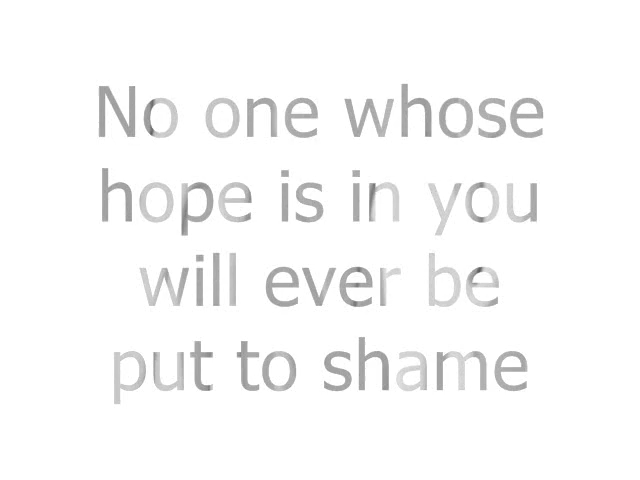 No one whose
hope is in you
will ever be
put to shame